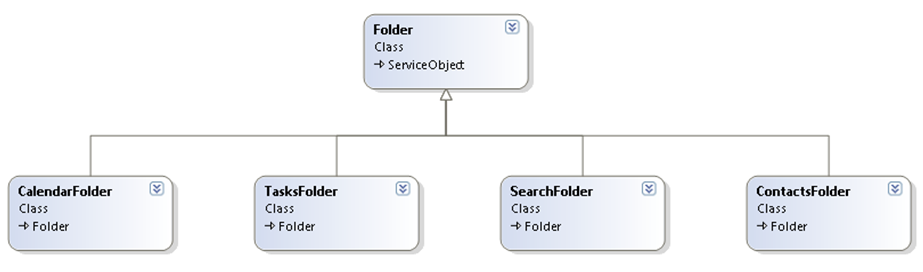 Folder
Class
ServiceObject
CalendarFolder
Class
Folder
TasksFolder
Class
Folder
SearchFolder
Class
Folder
ContactsFolder
Class
Folder